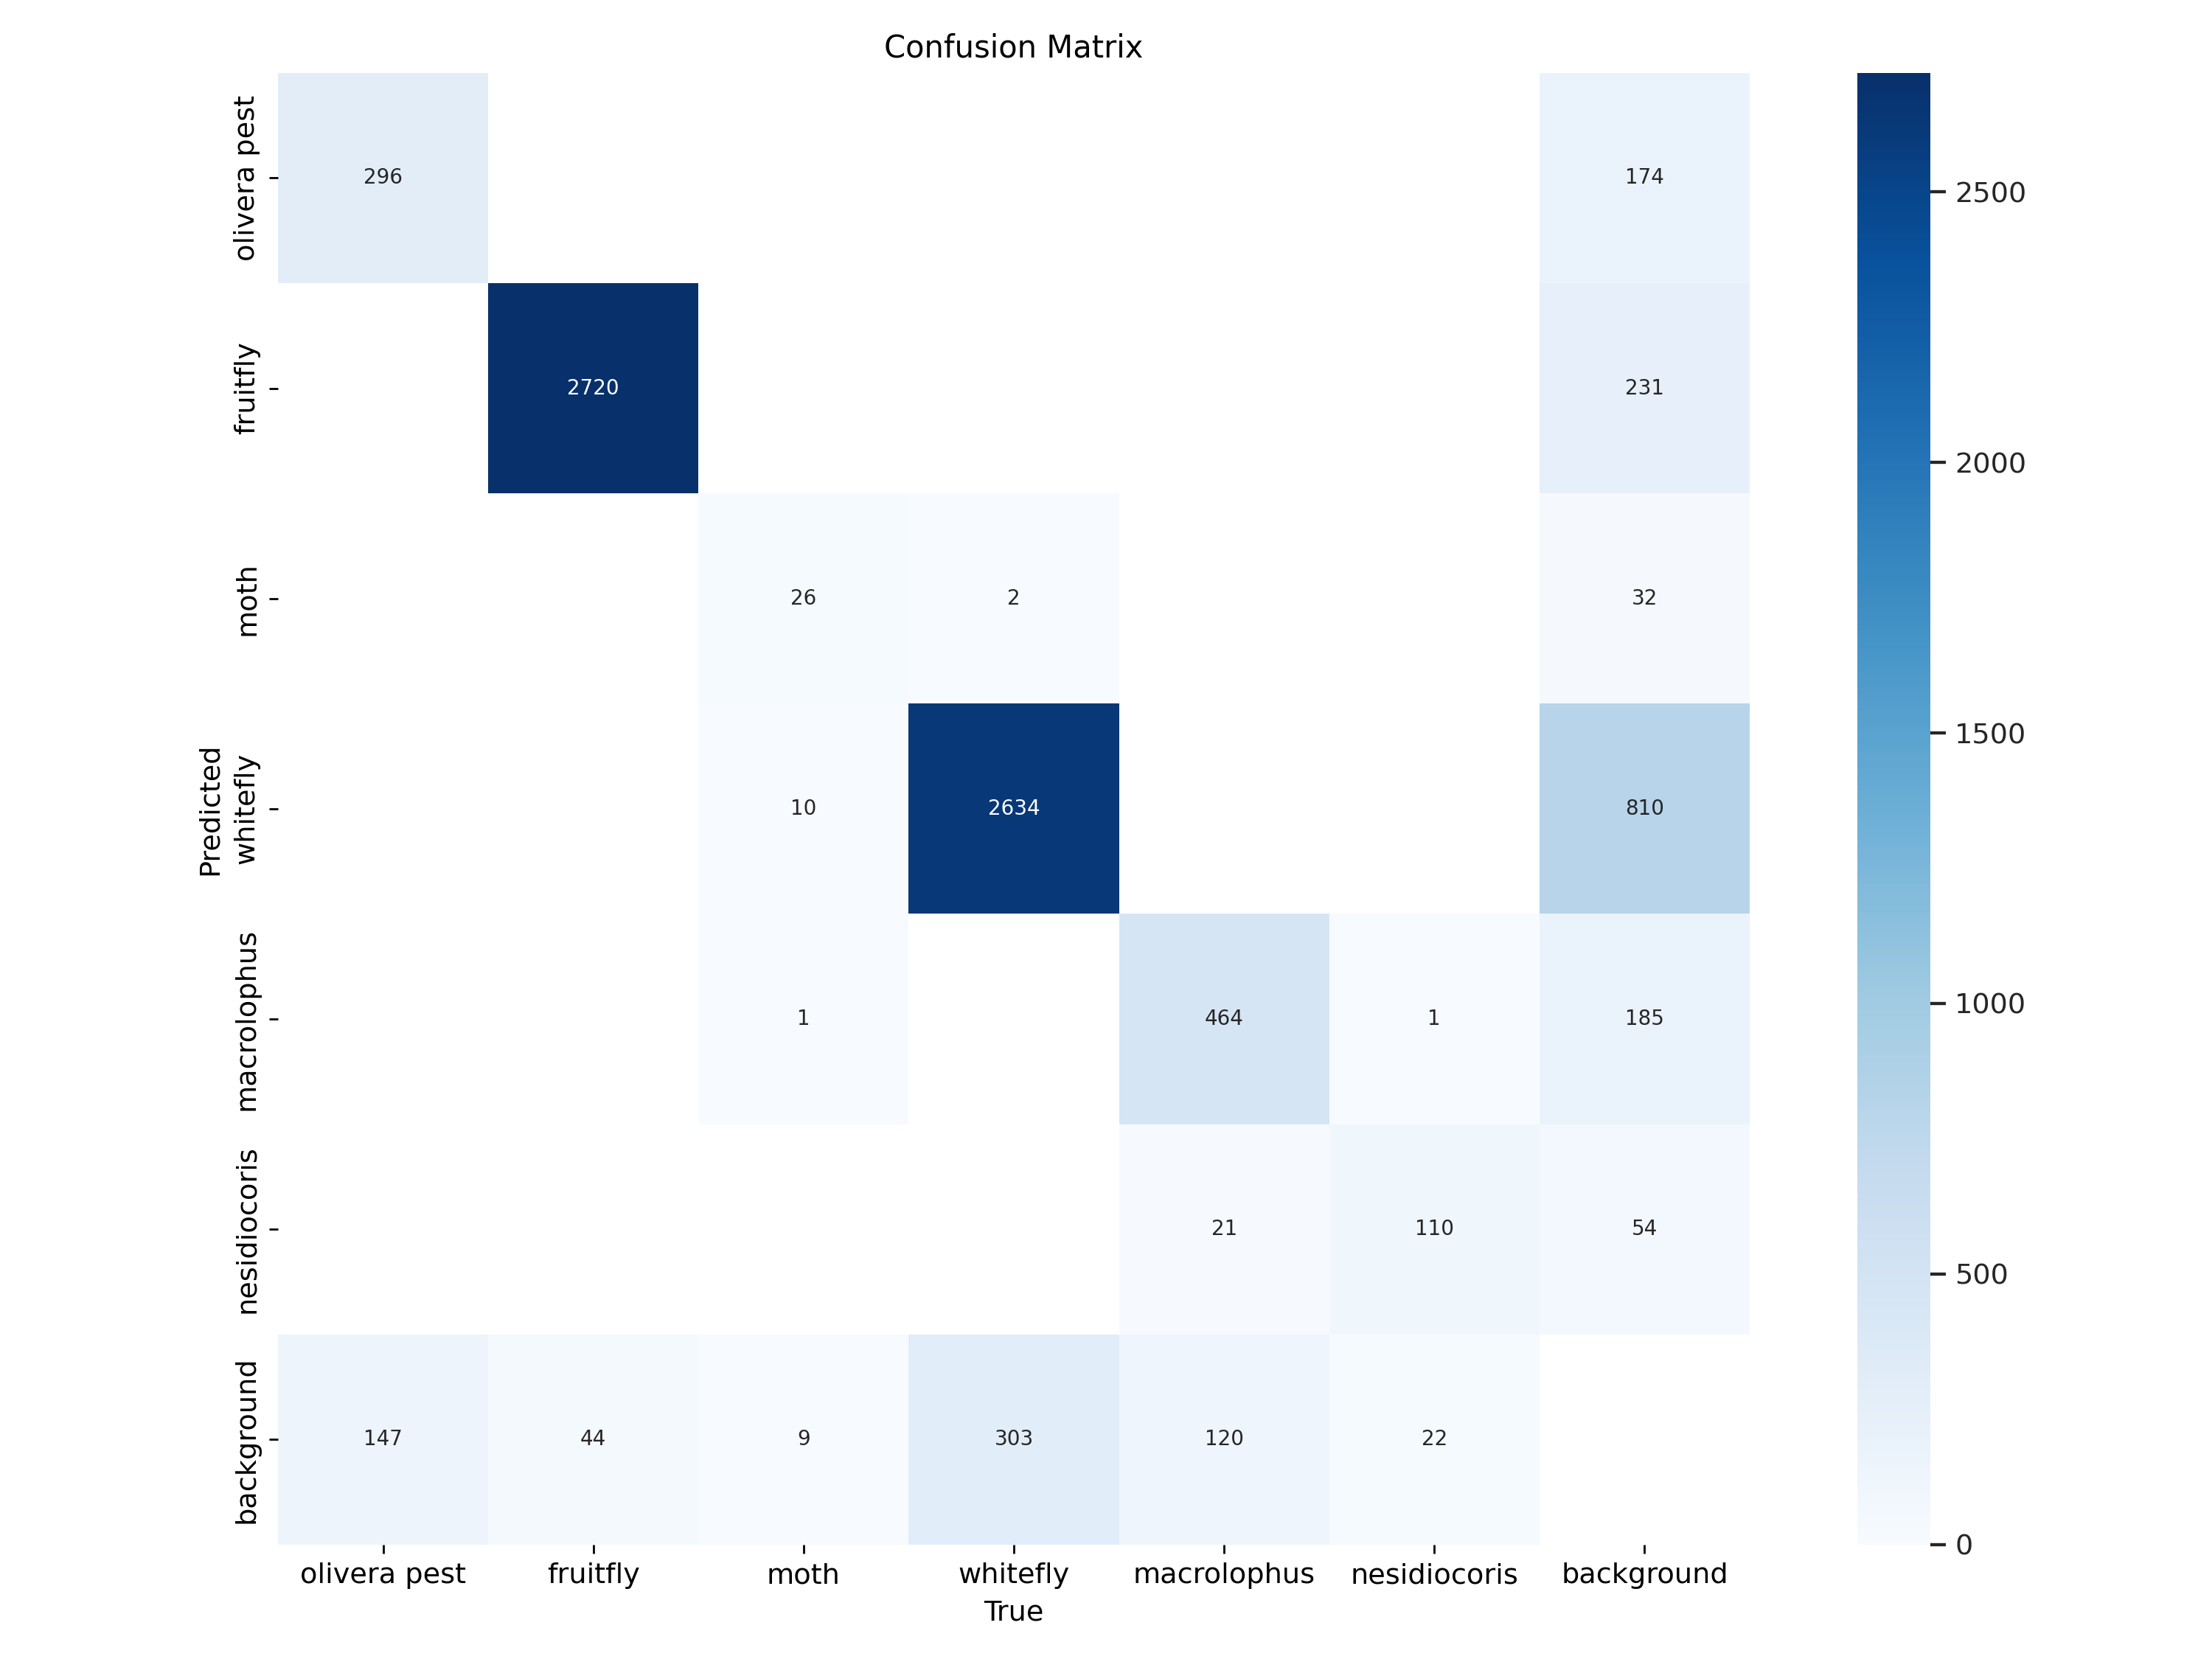 Confusion Matrix
olivera pest
296
174
2500
fruitfly
2720
231
2000
moth
26
2
32
1500
Predicted
whitefly
10
2634
810
macrolophus
1
464
1
185
1000
nesidiocoris
21
110
54
500
background
147
44
9
303
120
22
0
olivera pest fruitfly moth whitefly macrolophus nesidiocoris background
True